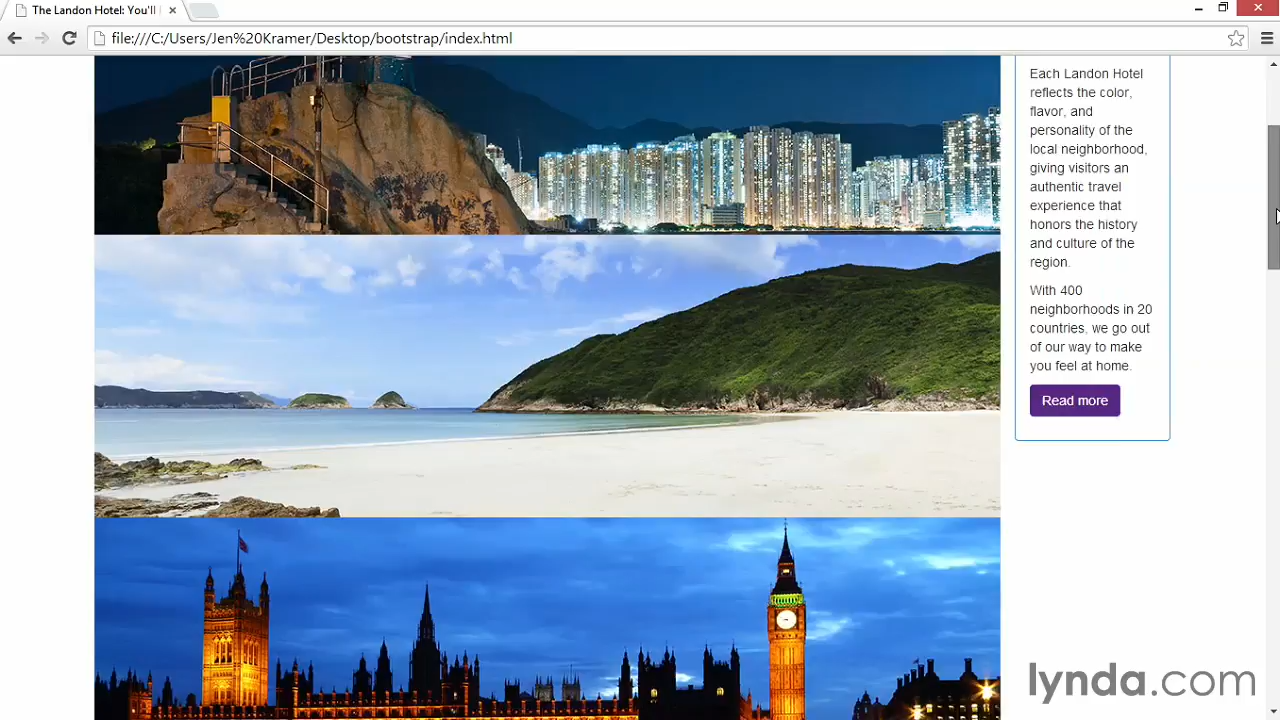 The Landon Hotel: You'll
file:///C:/Users/Jen%20Kramer/Desktop/bootstrap/index.html
Each Landon Hotel
reflects the color,
flavor, and
personality of the
local neighborhood,
giving visitors an
authentic travel
experience that
honors the history
and culture of the
region.
With 400
neighborhoods in 20
countries, we go out
of our way to make
you feel at home.
Read more
lynda.com